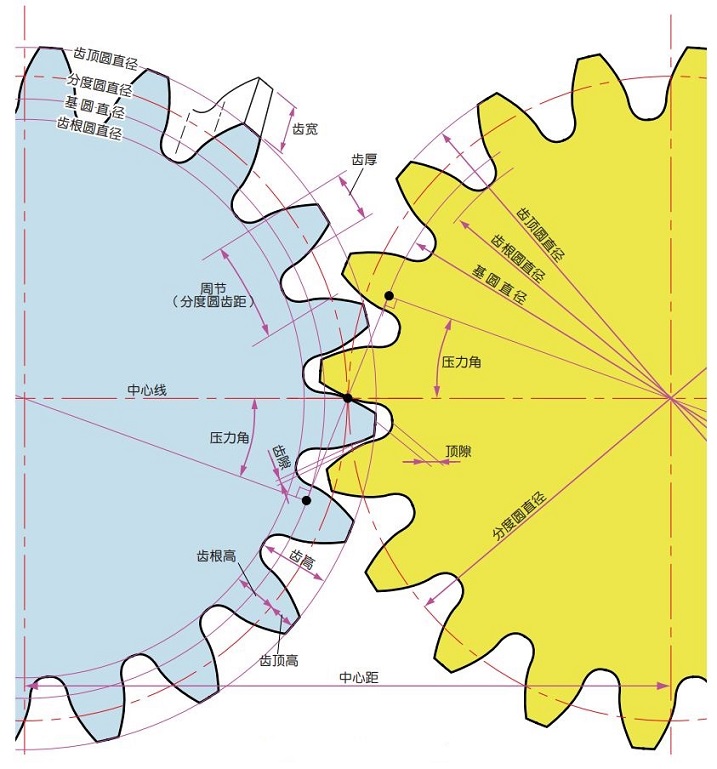 齿顶圆直径
分度圆直径
基圆直径
齿根圆直径
齿宽
齿厚
周节
（分度圆齿距）
齿顶圆直径
齿根圆直径
基圆直径
压力角
中心线
压力角
齿隙
顶隙
分度圆直径
齿根高
齿高
齿顶高
中心距